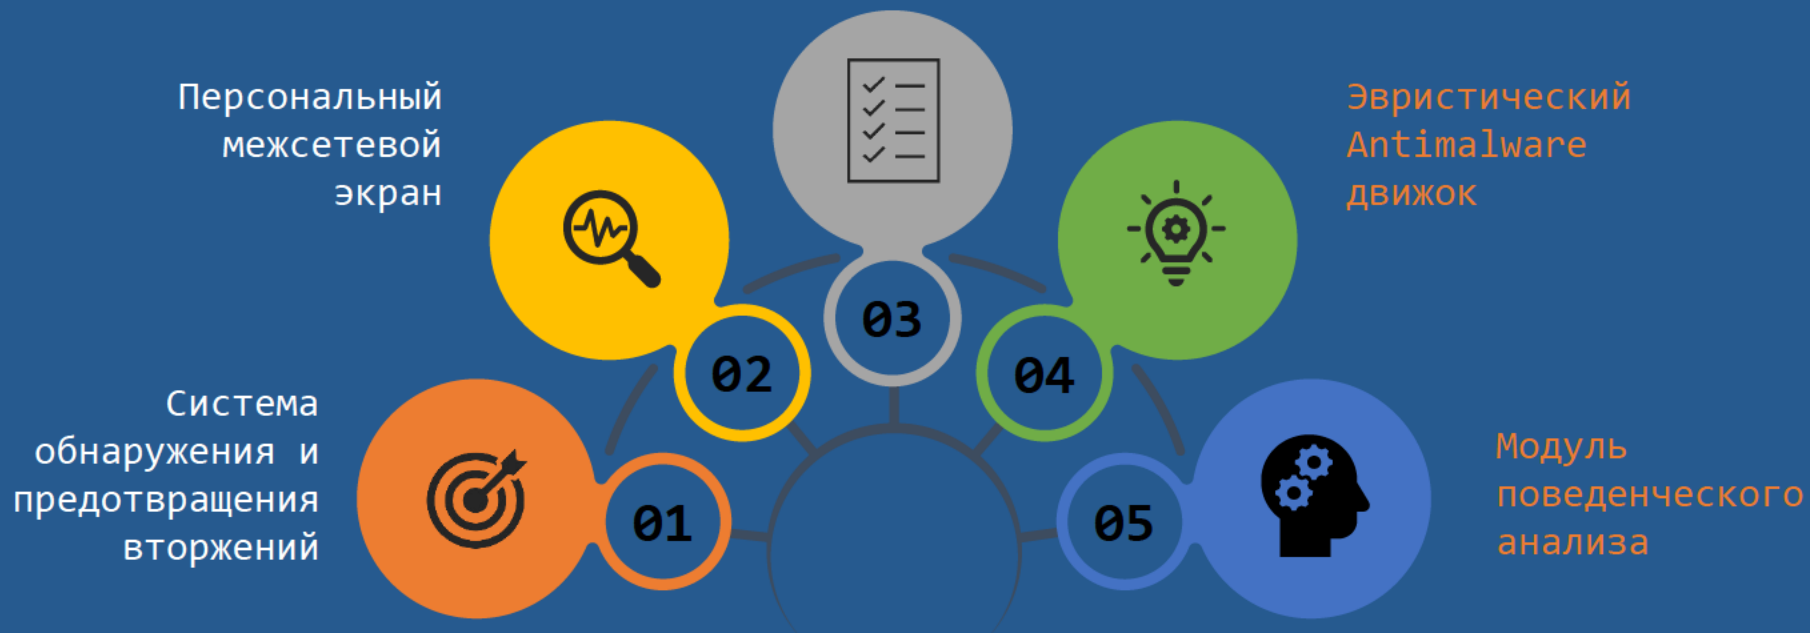 Персональный
межсетевой
экран
Эвристический
Antimalware
движок
03
02
04
Система
обнаружения и
предотвращения
вторжений
01
05
Модуль
поведенческого
анализа